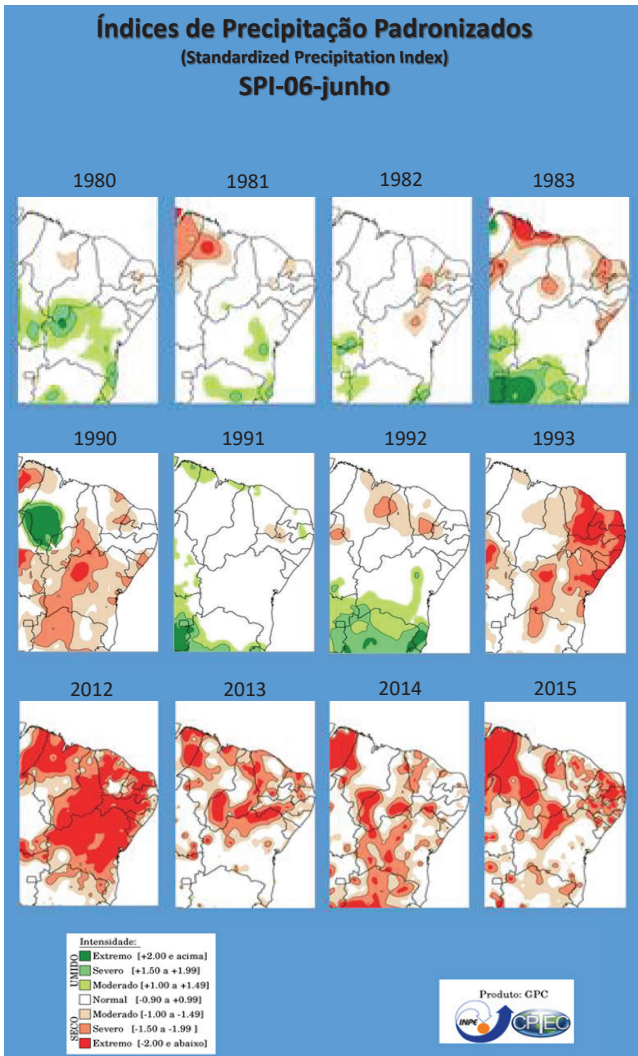 Índices de Precipitação Padronizados
(Standardized Precipitation Index)
SPI-06-junho
1980 1981 1982 1983
1990 1991 1992 1993
2012 2013 2014 2015
Intensidade:
UMIDO
Extremo [+2.00 e acima]
Severo [+1.50 a +1.99]
Moderado [+1.00 a +1.49]
Normal [-0.90 a +0.99]
SECO
Moderado [-1.00 a -1.49]
Severo [-1.50 a -1.99 ]
Extremo [-2.00 e abaixo]
Produto: GPC
INPE CPTEC